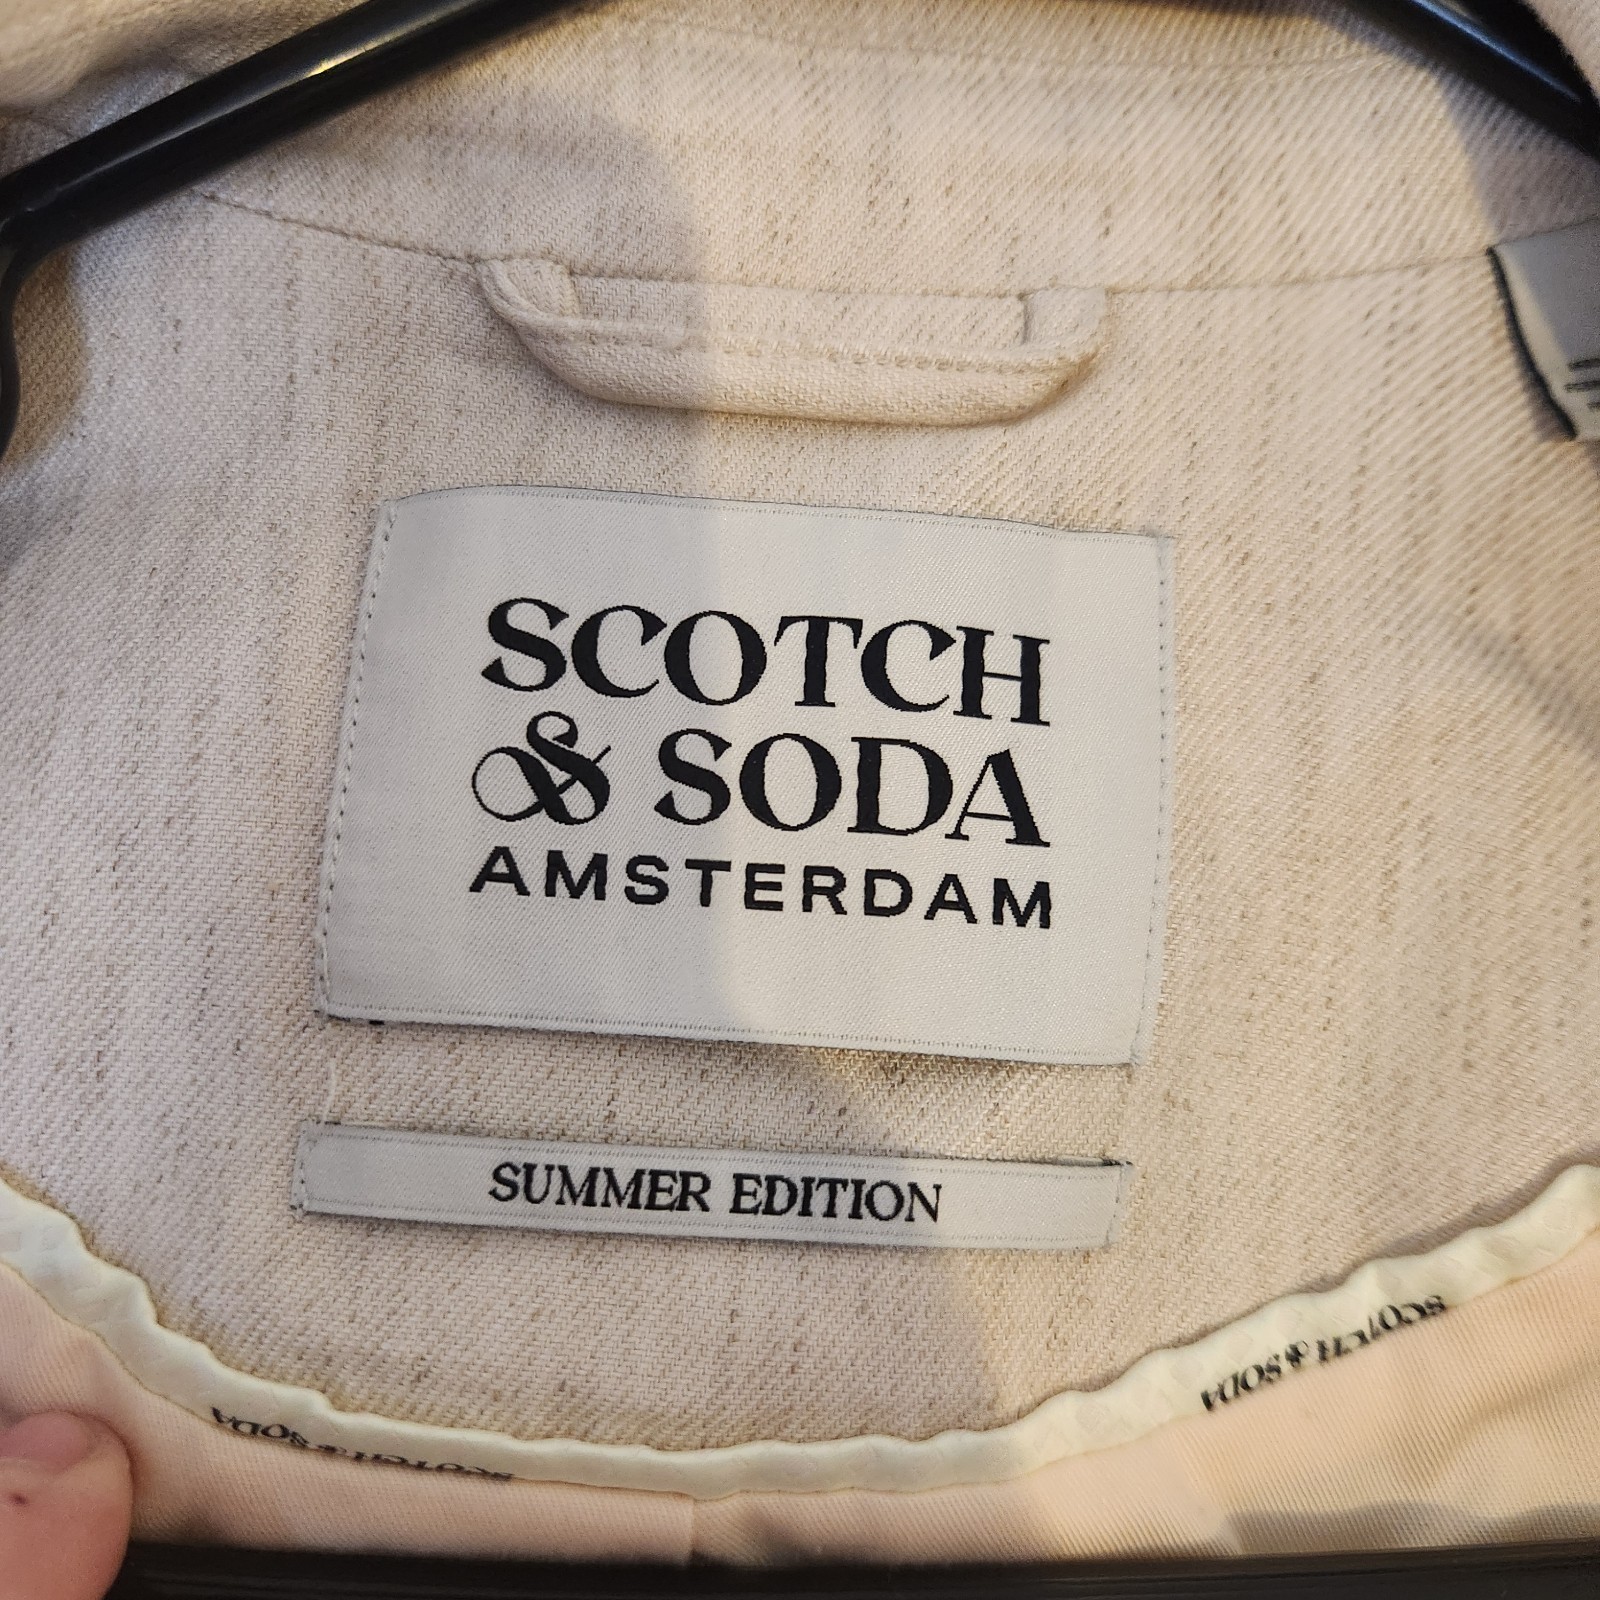 SCOTCH
& SODA
AMSTERDAM
SUMMER EDITION
SCOTCH & SODA
SCOTCH & SODA